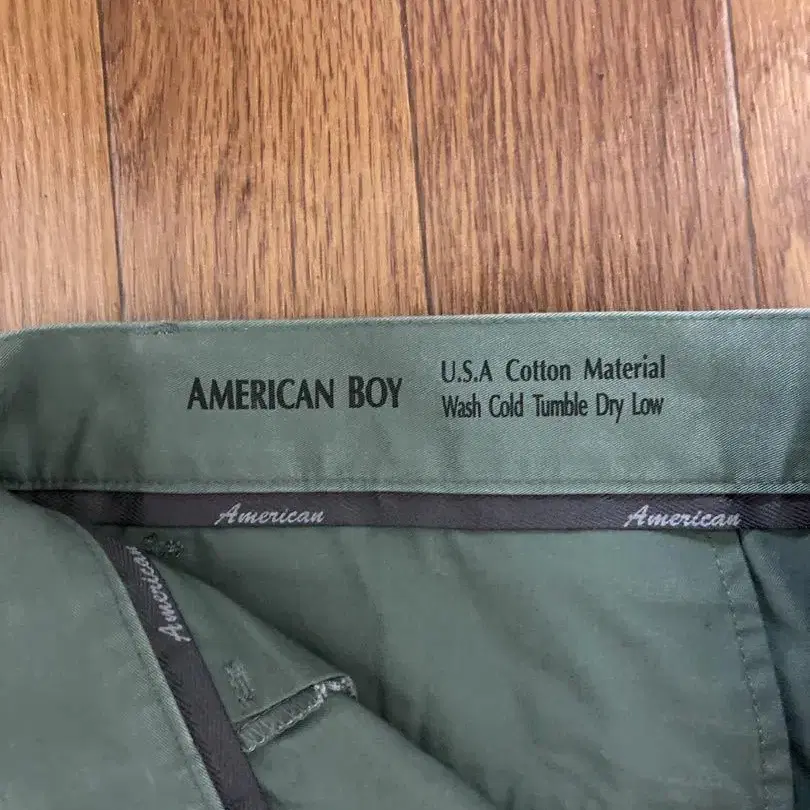 AMERICAN BOY
U.S.A Cotton Material
Wash Cold Tumble Dry Low
American
American
American